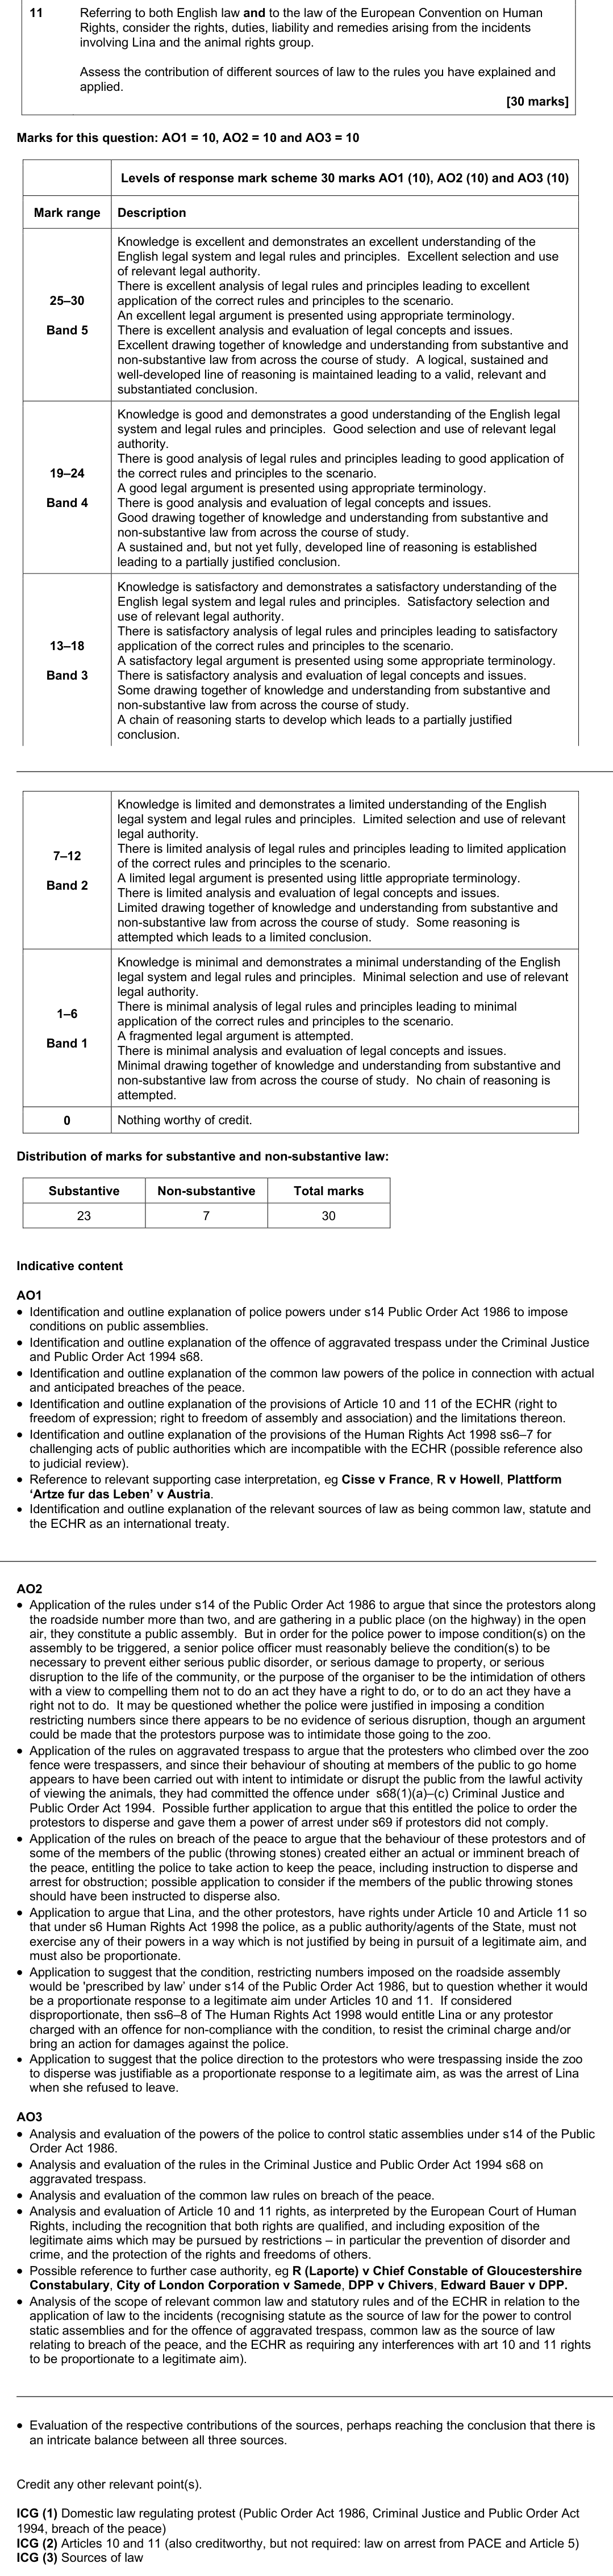 11 Referring to both English law and to the law of the European Convention on Human
Rights, consider the rights, duties, liability and remedies arising from the incidents
involving Lina and the animal rights group.
Assess the contribution of different sources of law to the rules you have explained and
applied.
[30 marks]
Marks for this question: AO1 = 10, AO2 = 10 and AO3 = 10
Levels of response mark scheme 30 marks AO1 (10), AO2 (10) and AO3 (10)
Mark range Description
25–30
Band 5
Knowledge is excellent and demonstrates an excellent understanding of the
English legal system and legal rules and principles. Excellent selection and use
of relevant legal authority.
There is excellent analysis of legal rules and principles leading to excellent
application of the correct rules and principles to the scenario.
An excellent legal argument is presented using appropriate terminology.
There is excellent analysis and evaluation of legal concepts and issues.
Excellent drawing together of knowledge and understanding from substantive and
non-substantive law from across the course of study. A logical, sustained and
well-developed line of reasoning is maintained leading to a valid, relevant and
substantiated conclusion.
19–24
Band 4
Knowledge is good and demonstrates a good understanding of the English legal
system and legal rules and principles. Good selection and use of relevant legal
authority.
There is good analysis of legal rules and principles leading to good application of
the correct rules and principles to the scenario.
A good legal argument is presented using appropriate terminology.
There is good analysis and evaluation of legal concepts and issues.
Good drawing together of knowledge and understanding from substantive and
non-substantive law from across the course of study.
A sustained and, but not yet fully, developed line of reasoning is established
leading to a partially justified conclusion.
13–18
Band 3
Knowledge is satisfactory and demonstrates a satisfactory understanding of the
English legal system and legal rules and principles. Satisfactory selection and
use of relevant legal authority.
There is satisfactory analysis of legal rules and principles leading to satisfactory
application of the correct rules and principles to the scenario.
A satisfactory legal argument is presented using some appropriate terminology.
There is satisfactory analysis and evaluation of legal concepts and issues.
Some drawing together of knowledge and understanding from substantive and
non-substantive law from across the course of study.
A chain of reasoning starts to develop which leads to a partially justified
conclusion.
7–12
Band 2
Knowledge is limited and demonstrates a limited understanding of the English
legal system and legal rules and principles. Limited selection and use of relevant
legal authority.
There is limited analysis of legal rules and principles leading to limited application
of the correct rules and principles to the scenario.
A limited legal argument is presented using little appropriate terminology.
There is limited analysis and evaluation of legal concepts and issues.
Limited drawing together of knowledge and understanding from substantive and
non-substantive law from across the course of study. Some reasoning is
attempted which leads to a limited conclusion.
1–6
Band 1
Knowledge is minimal and demonstrates a minimal understanding of the English
legal system and legal rules and principles. Minimal selection and use of relevant
legal authority.
There is minimal analysis of legal rules and principles leading to minimal
application of the correct rules and principles to the scenario.
A fragmented legal argument is attempted.
There is minimal analysis and evaluation of legal concepts and issues.
Minimal drawing together of knowledge and understanding from substantive and
non-substantive law from across the course of study. No chain of reasoning is
attempted.
0 Nothing worthy of credit.
Distribution of marks for substantive and non-substantive law:
Substantive Non-substantive Total marks
23 7 30
Indicative content
AO1
• Identification and outline explanation of police powers under s14 Public Order Act 1986 to impose
conditions on public assemblies.
• Identification and outline explanation of the offence of aggravated trespass under the Criminal Justice
and Public Order Act 1994 s68.
• Identification and outline explanation of the common law powers of the police in connection with actual
and anticipated breaches of the peace.
• Identification and outline explanation of the provisions of Article 10 and 11 of the ECHR (right to
freedom of expression; right to freedom of assembly and association) and the limitations thereon.
• Identification and outline explanation of the provisions of the Human Rights Act 1998 ss6–7 for
challenging acts of public authorities which are incompatible with the ECHR (possible reference also
to judicial review).
• Reference to relevant supporting case interpretation, eg Cisse v France, R v Howell, Plattform
‘Artze fur das Leben’ v Austria.
• Identification and outline explanation of the relevant sources of law as being common law, statute and
the ECHR as an international treaty.
AO2
• Application of the rules under s14 of the Public Order Act 1986 to argue that since the protestors along
the roadside number more than two, and are gathering in a public place (on the highway) in the open
air, they constitute a public assembly. But in order for the police power to impose condition(s) on the
assembly to be triggered, a senior police officer must reasonably believe the condition(s) to be
necessary to prevent either serious public disorder, or serious damage to property, or serious
disruption to the life of the community, or the purpose of the organiser to be the intimidation of others
with a view to compelling them not to do an act they have a right to do, or to do an act they have a
right not to do. It may be questioned whether the police were justified in imposing a condition
restricting numbers since there appears to be no evidence of serious disruption, though an argument
could be made that the protestors purpose was to intimidate those going to the zoo.
• Application of the rules on aggravated trespass to argue that the protesters who climbed over the zoo
fence were trespassers, and since their behaviour of shouting at members of the public to go home
appears to have been carried out with intent to intimidate or disrupt the public from the lawful activity
of viewing the animals, they had committed the offence under s68(1)(a)–(c) Criminal Justice and
Public Order Act 1994. Possible further application to argue that this entitled the police to order the
protestors to disperse and gave them a power of arrest under s69 if protestors did not comply.
• Application of the rules on breach of the peace to argue that the behaviour of these protestors and of
some of the members of the public (throwing stones) created either an actual or imminent breach of
the peace, entitling the police to take action to keep the peace, including instruction to disperse and
arrest for obstruction; possible application to consider if the members of the public throwing stones
should have been instructed to disperse also.
• Application to argue that Lina, and the other protestors, have rights under Article 10 and Article 11 so
that under s6 Human Rights Act 1998 the police, as a public authority/agents of the State, must not
exercise any of their powers in a way which is not justified by being in pursuit of a legitimate aim, and
must also be proportionate.
• Application to suggest that the condition, restricting numbers imposed on the roadside assembly
would be 'prescribed by law' under s14 of the Public Order Act 1986, but to question whether it would
be a proportionate response to a legitimate aim under Articles 10 and 11. If considered
disproportionate, then ss6–8 of The Human Rights Act 1998 would entitle Lina or any protestor
charged with an offence for non-compliance with the condition, to resist the criminal charge and/or
bring an action for damages against the police.
• Application to suggest that the police direction to the protestors who were trespassing inside the zoo
to disperse was justifiable as a proportionate response to a legitimate aim, as was the arrest of Lina
when she refused to leave.
AO3
• Analysis and evaluation of the powers of the police to control static assemblies under s14 of the Public
Order Act 1986.
• Analysis and evaluation of the rules in the Criminal Justice and Public Order Act 1994 s68 on
aggravated trespass.
• Analysis and evaluation of the common law rules on breach of the peace.
• Analysis and evaluation of Article 10 and 11 rights, as interpreted by the European Court of Human
Rights, including the recognition that both rights are qualified, and including exposition of the
legitimate aims which may be pursued by restrictions – in particular the prevention of disorder and
crime, and the protection of the rights and freedoms of others.
• Possible reference to further case authority, eg R (Laporte) v Chief Constable of Gloucestershire
Constabulary, City of London Corporation v Samede, DPP v Chivers, Edward Bauer v DPP.
• Analysis of the scope of relevant common law and statutory rules and of the ECHR in relation to the
application of law to the incidents (recognising statute as the source of law for the power to control
static assemblies and for the offence of aggravated trespass, common law as the source of law
relating to breach of the peace, and the ECHR as requiring any interferences with art 10 and 11 rights
to be proportionate to a legitimate aim).
• Evaluation of the respective contributions of the sources, perhaps reaching the conclusion that there is
an intricate balance between all three sources.
Credit any other relevant point(s).
ICG (1) Domestic law regulating protest (Public Order Act 1986, Criminal Justice and Public Order Act
1994, breach of the peace)
ICG (2) Articles 10 and 11 (also creditworthy, but not required: law on arrest from PACE and Article 5)
ICG (3) Sources of law